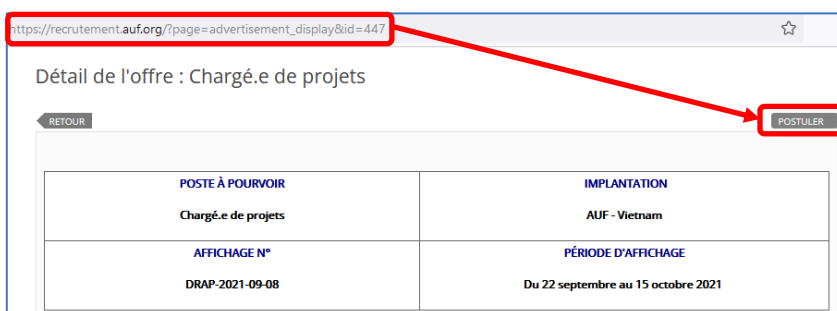 https://recrutement.auf.org/?page=advertisement_display&id=447
Détail de l'offre : Chargé.e de projets
RETOUR
POSTULER
POSTE À POURVOIR
IMPLANTATION
Chargé.e de projets
AUF - Vietnam
AFFICHAGE N°
PÉRIODE D'AFFICHAGE
DRAP-2021-09-08
Du 22 septembre au 15 octobre 2021